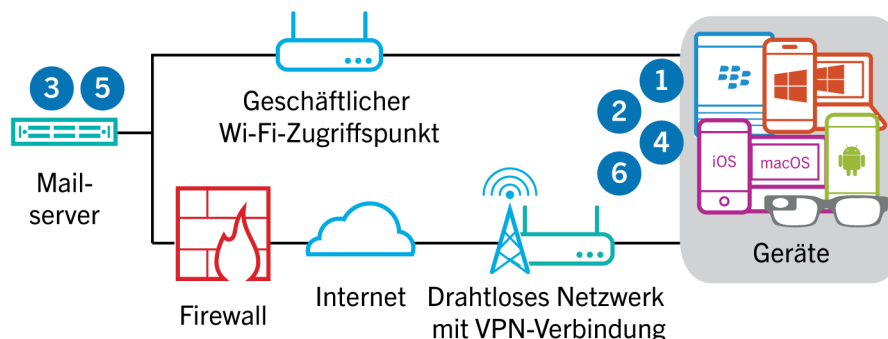 3
5
1
2
4
6
Geschäftlicher
Wi-Fi-Zugriffspunkt
iOS
macOS
Mail-
server
Geräte
Firewall
Internet
Drahtloses Netzwerk
mit VPN-Verbindung